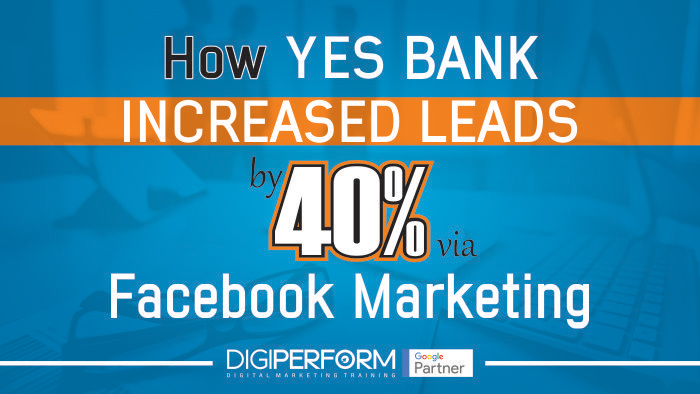 How YES BANK
INCREASED LEADS
by 40% via
Facebook Marketing
DIGIPERFORM
DIGITAL MARKETING TRAINING
Google
Partner